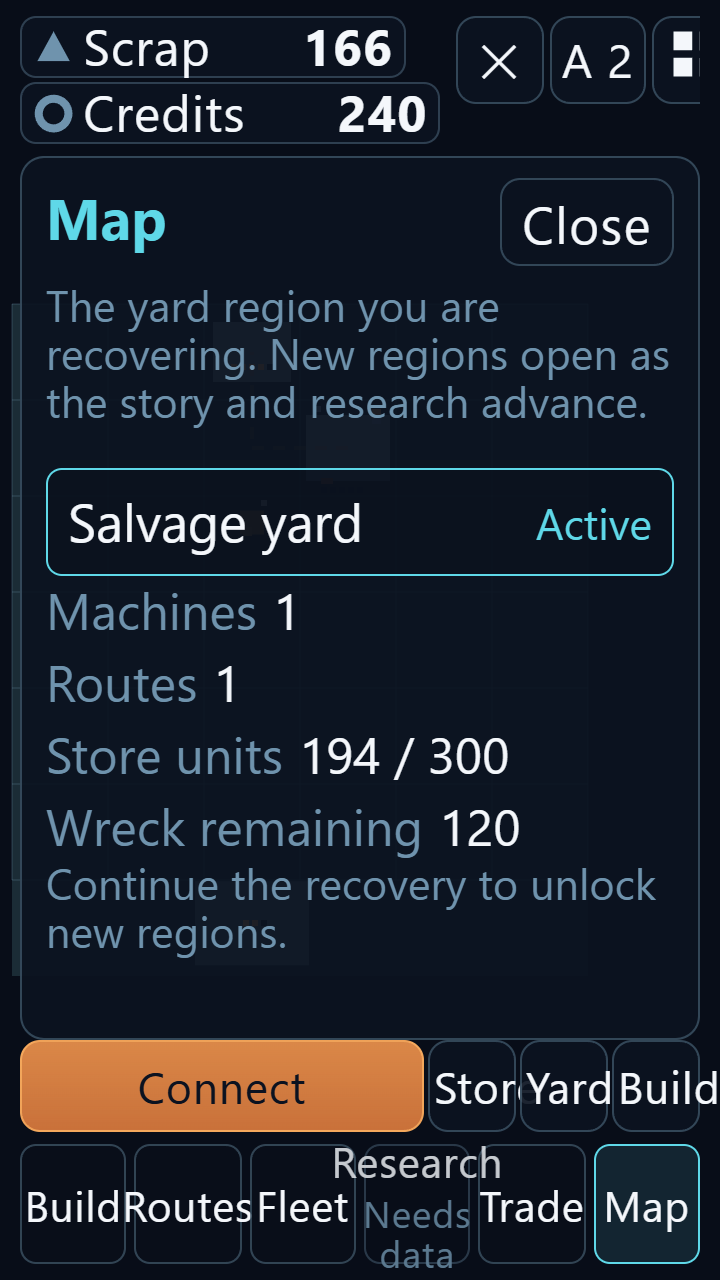 Scrap 166
A 2
Credits 240
Map
Close
The yard region you are
recovering. New regions open as
the story and research advance.
Salvage yard Active
Machines 1
Routes 1
Store units 194 / 300
Wreck remaining 120
Continue the recovery to unlock
new regions.
Connect
Store
Yard
Build
Build
Routes
Fleet
Research
Needs
data
Trade
Map